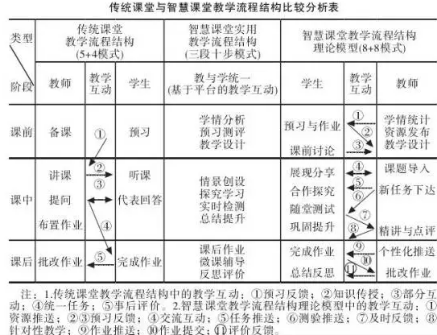 传统课堂与智慧课堂教学流程结构比较分析表
类型
阶段
传统课堂
教学流程结构
(5+4模式)
智慧课堂实用
教学流程结构
(三段十步模式)
智慧课堂教学流程结构
理论模型(8+8模式)
教师
教学
互动
学生
教与学统一
(基于平台的教学互动)
学生
教学
互动
教师
课前
备课
①
预习
学情分析
预习测评
教学设计
预习与作业
课前讨论
①
②
③
学情统计
资源发布
教学设计
课中
讲课
提问
布置作业
②
③
④
听课
代表回答
情景创设
探究学习
实时检测
总结提升
展现分享
合作探究
随堂测试
巩固提升
④
⑤
⑥
⑦
⑧
课题导入
新任务下达
精讲与点评
课后
批改作业
⑤
完成作业
课后作业
微课辅导
反思评价
完成作业
总结反思
⑨
⑩
⑪
个性化推送
批改作业
注：1.传统课堂教学流程结构中的教学互动：①预习反馈；②知识传授；③部分互
动；④统一任务；⑤事后评价。2.智慧课堂教学流程结构理论模型中的教学互动：①
资源推送；②预习反馈；③讨论互动；④交流互动；⑤任务推送；⑥测验推送；⑦及时反馈；⑧
针对性教学；⑨作业推送；⑩作业提交；⑪评价反馈。